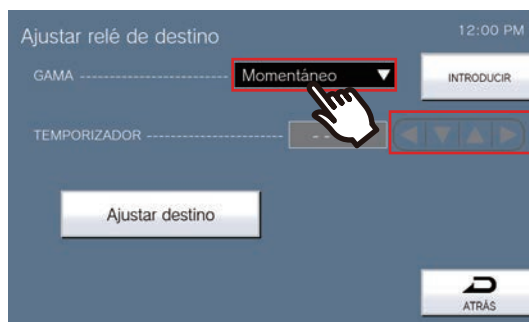 Ajustar relé de destino
12:00 PM
GAMA
Momentáneo
INTRODUCIR
TEMPORIZADOR
Ajustar destino
ATRÁS